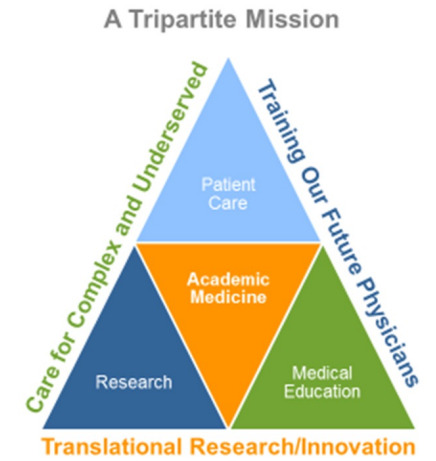 A Tripartite Mission
Care for Complex and Underserved
Training Our Future Physicians
Patient
Care
Academic
Medicine
Research
Medical
Education
Translational Research/Innovation